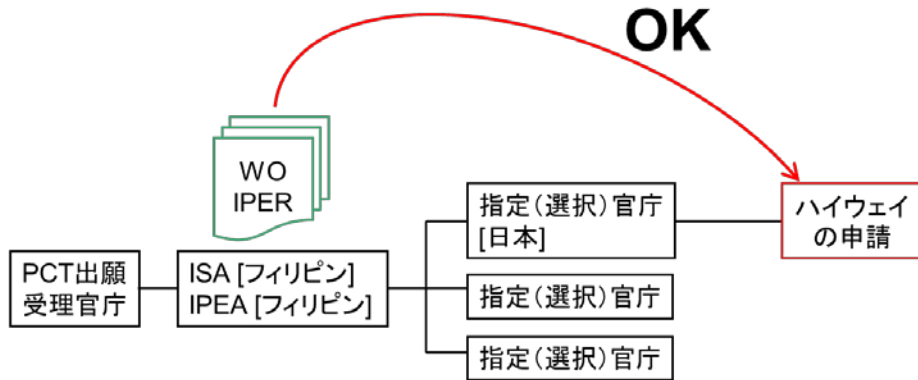 OK
WO
IPER
PCT出願
受理官庁
ISA [フィリピン]
IPEA [フィリピン]
指定(選択)官庁
[日本]
指定(選択)官庁
指定(選択)官庁
ハイウェイ
の申請